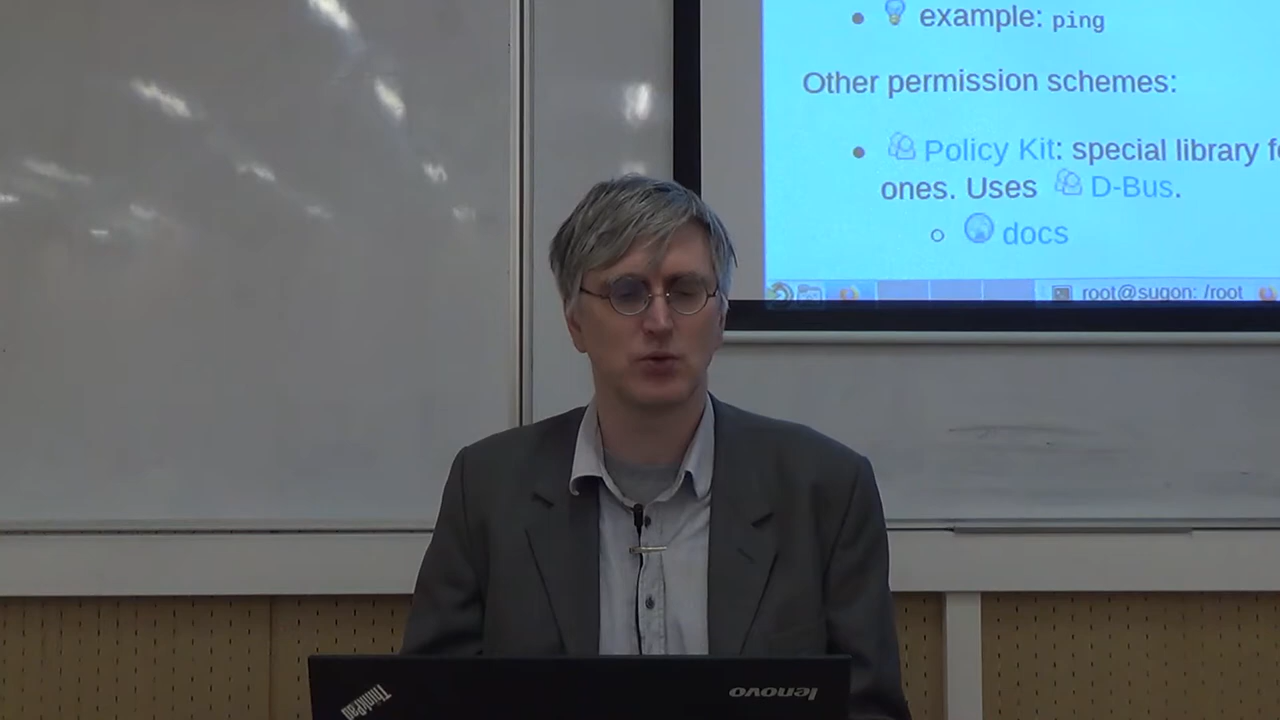 • example: ping
Other permission schemes:
• Policy Kit: special library f
ones. Uses D-Bus.
○ docs
root@sugon: /root
ThinkPad
lenovo